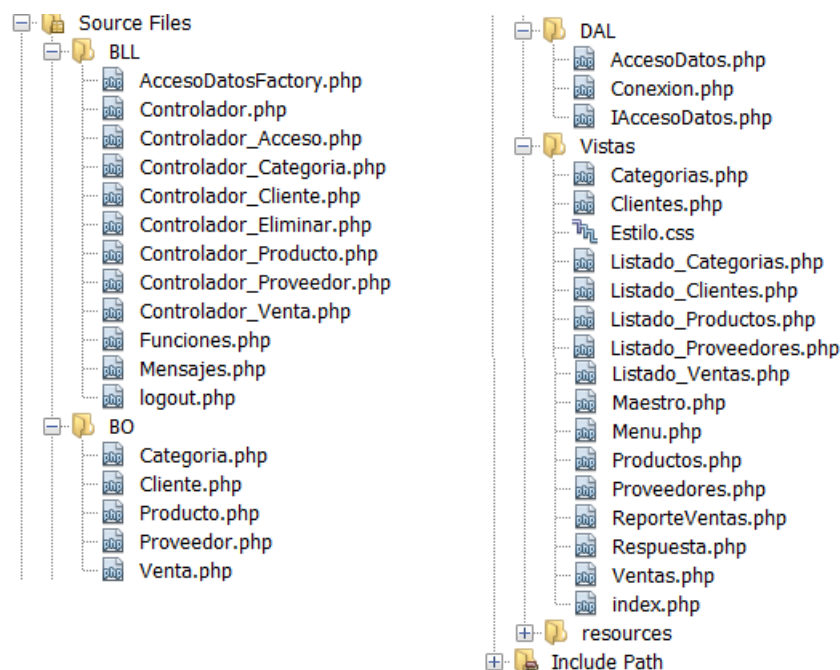 Source Files
BLL
AccesoDatosFactory.php
Controlador.php
Controlador_Acceso.php
Controlador_Categoria.php
Controlador_Cliente.php
Controlador_Eliminar.php
Controlador_Producto.php
Controlador_Proveedor.php
Controlador_Venta.php
Funciones.php
Mensajes.php
logout.php
BO
Categoria.php
Cliente.php
Producto.php
Proveedor.php
Venta.php
DAL
AccesoDatos.php
Conexion.php
IAccesoDatos.php
Vistas
Categorias.php
Clientes.php
Estilo.css
Listado_Categorias.php
Listado_Clientes.php
Listado_Productos.php
Listado_Proveedores.php
Listado_Ventas.php
Maestro.php
Menu.php
Productos.php
Proveedores.php
ReporteVentas.php
Respuesta.php
Ventas.php
index.php
resources
Include Path